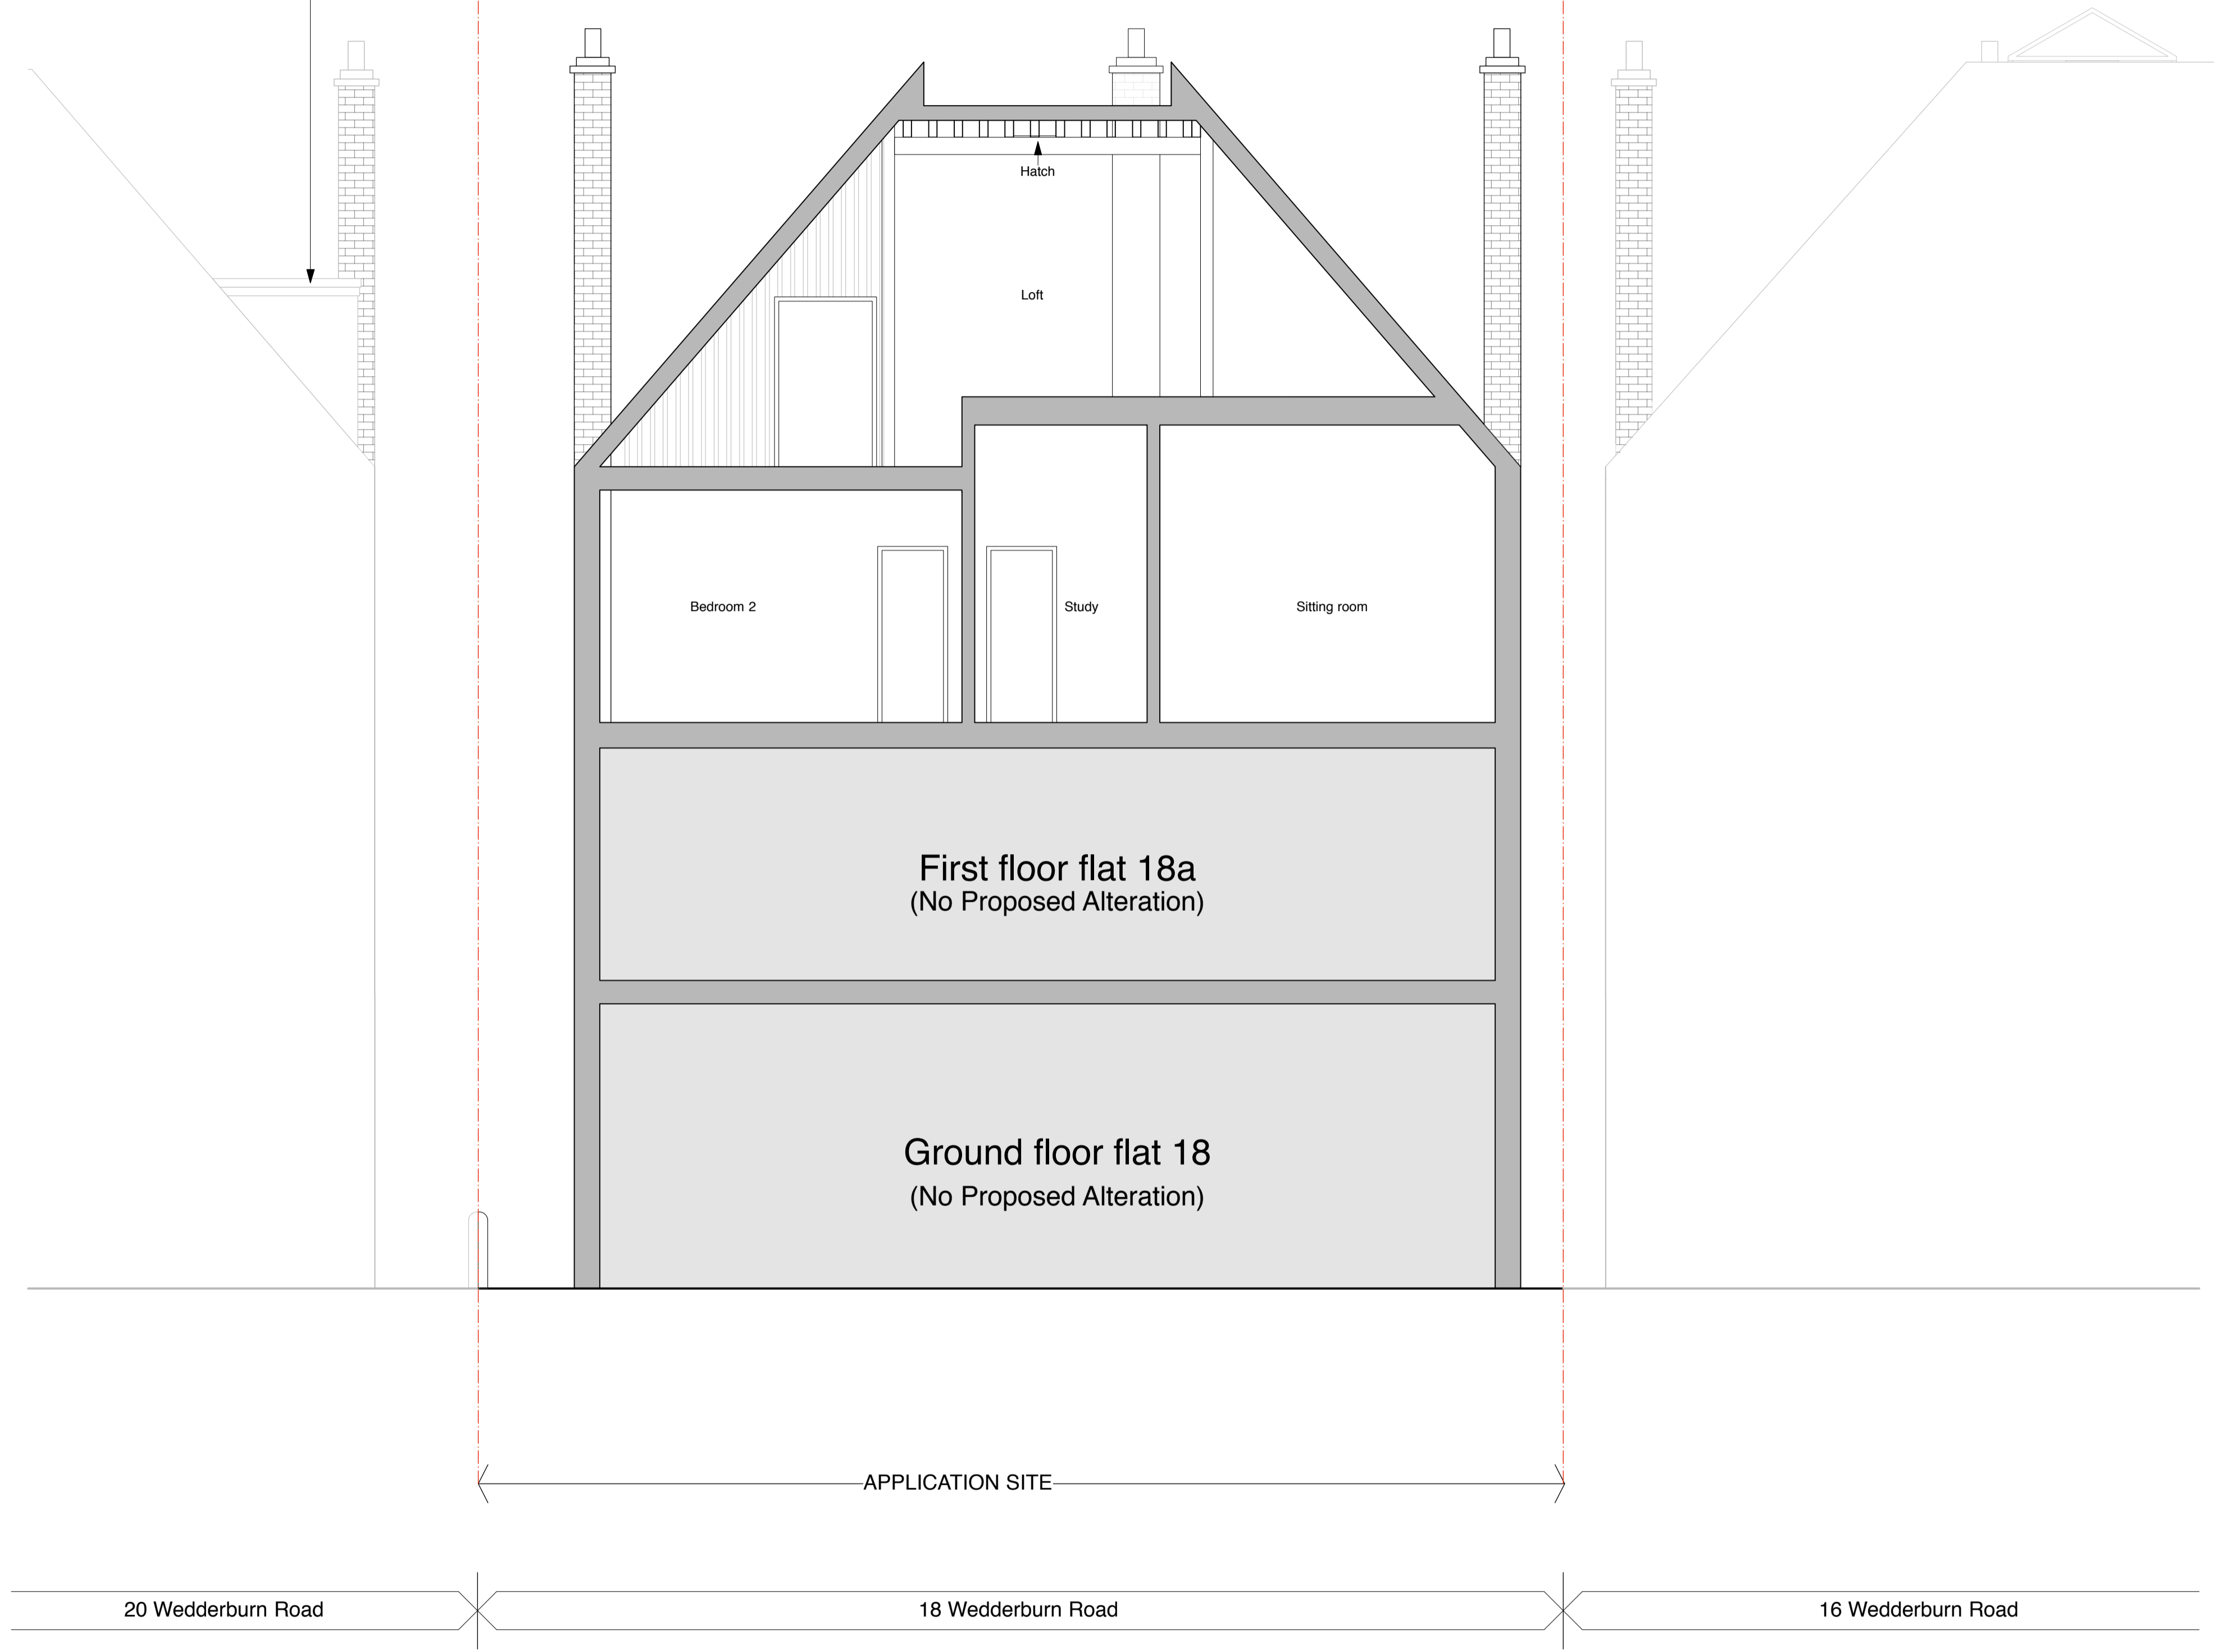 Hatch
Loft
Bedroom 2
Study
Sitting room
First floor flat 18a
(No Proposed Alteration)
Ground floor flat 18
(No Proposed Alteration)
APPLICATION SITE
20 Wedderburn Road
18 Wedderburn Road
16 Wedderburn Road